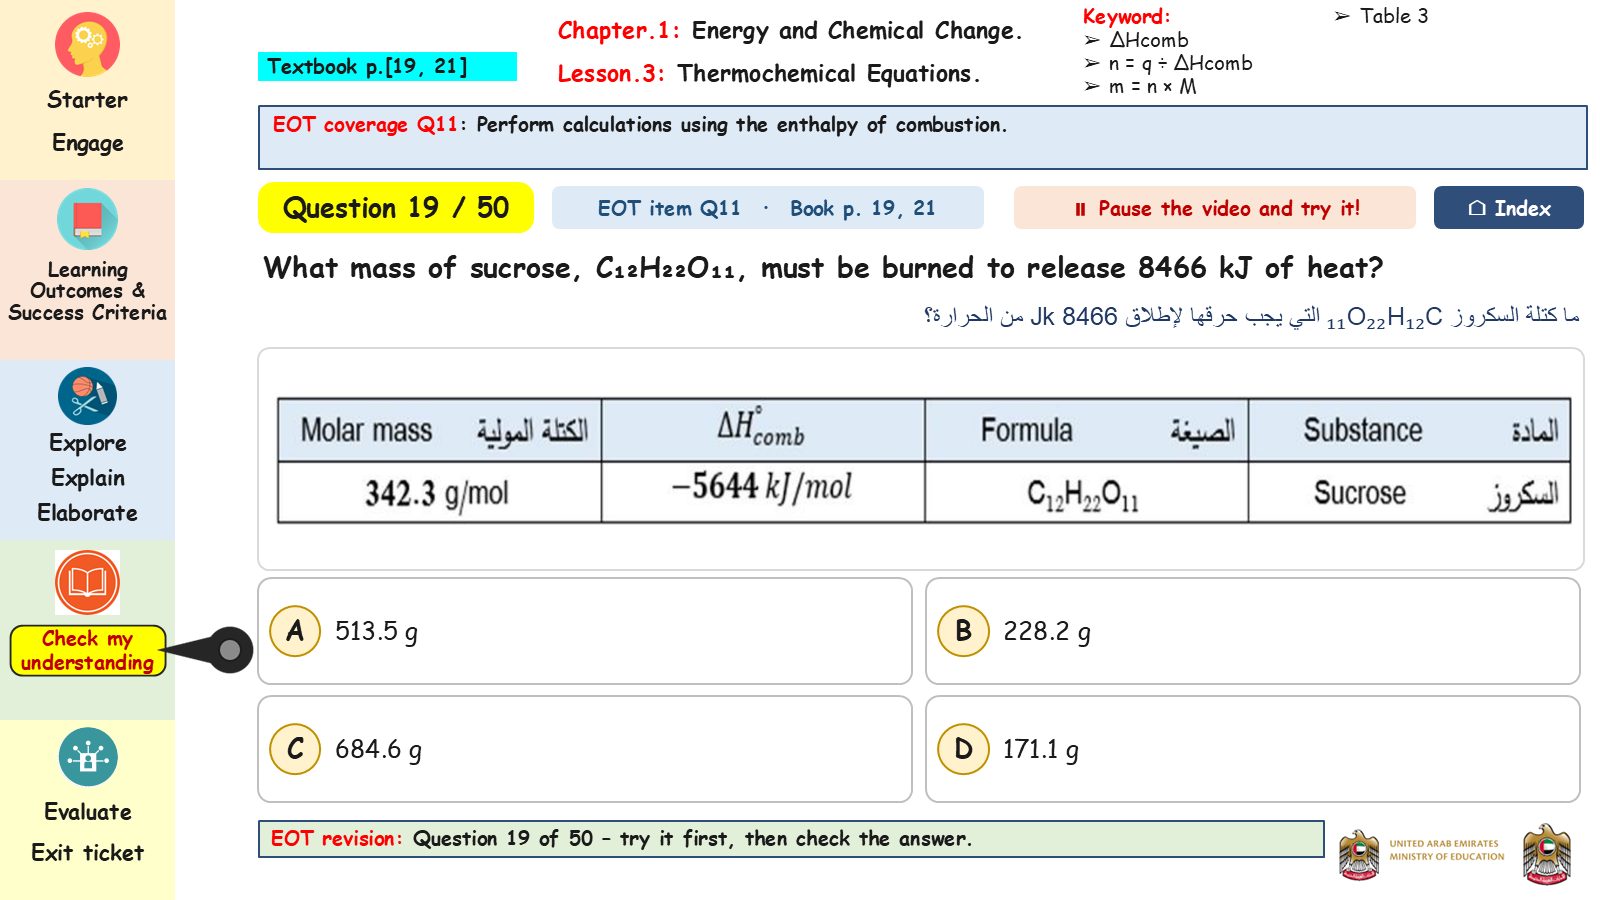 Starter
Engage
Learning
Outcomes &
Success Criteria
Explore
Explain
Elaborate
Check my
understanding
Evaluate
Exit ticket
Textbook p.[19, 21]
Chapter.1: Energy and Chemical Change.
Lesson.3: Thermochemical Equations.
Keyword:
➢ ΔHcomb
➢ n = q ÷ ΔHcomb
➢ m = n × M
➢ Table 3
EOT coverage Q11: Perform calculations using the enthalpy of combustion.
Question 19 / 50
EOT item Q11 · Book p. 19, 21
⏸ Pause the video and try it!
⌂ Index
What mass of sucrose, C₁₂H₂₂O₁₁, must be burned to release 8466 kJ of heat?
ما كتلة السكروز ₁₁O₂₂H₁₂C التي يجب حرقها لإطلاق 8466 Jk من الحرارة؟
Molar mass الكتلة المولية ΔH°comb Formula الصيغة Substance المادة
342.3 g/mol −5644 kJ/mol C₁₂H₂₂O₁₁ Sucrose السكروز
A 513.5 g
B 228.2 g
C 684.6 g
D 171.1 g
EOT revision: Question 19 of 50 – try it first, then check the answer.
UNITED ARAB EMIRATES
MINISTRY OF EDUCATION